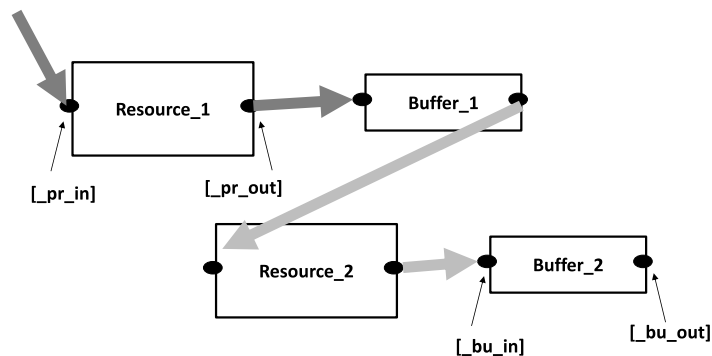 Resource_1
Buffer_1
[_pr_in]
[_pr_out]
Resource_2
Buffer_2
[_bu_in]
[_bu_out]